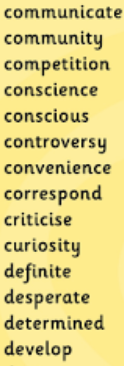 communicate
community
competition
conscience
conscious
controversy
convenience
correspond
criticise
curiosity
definite
desperate
determined
develop